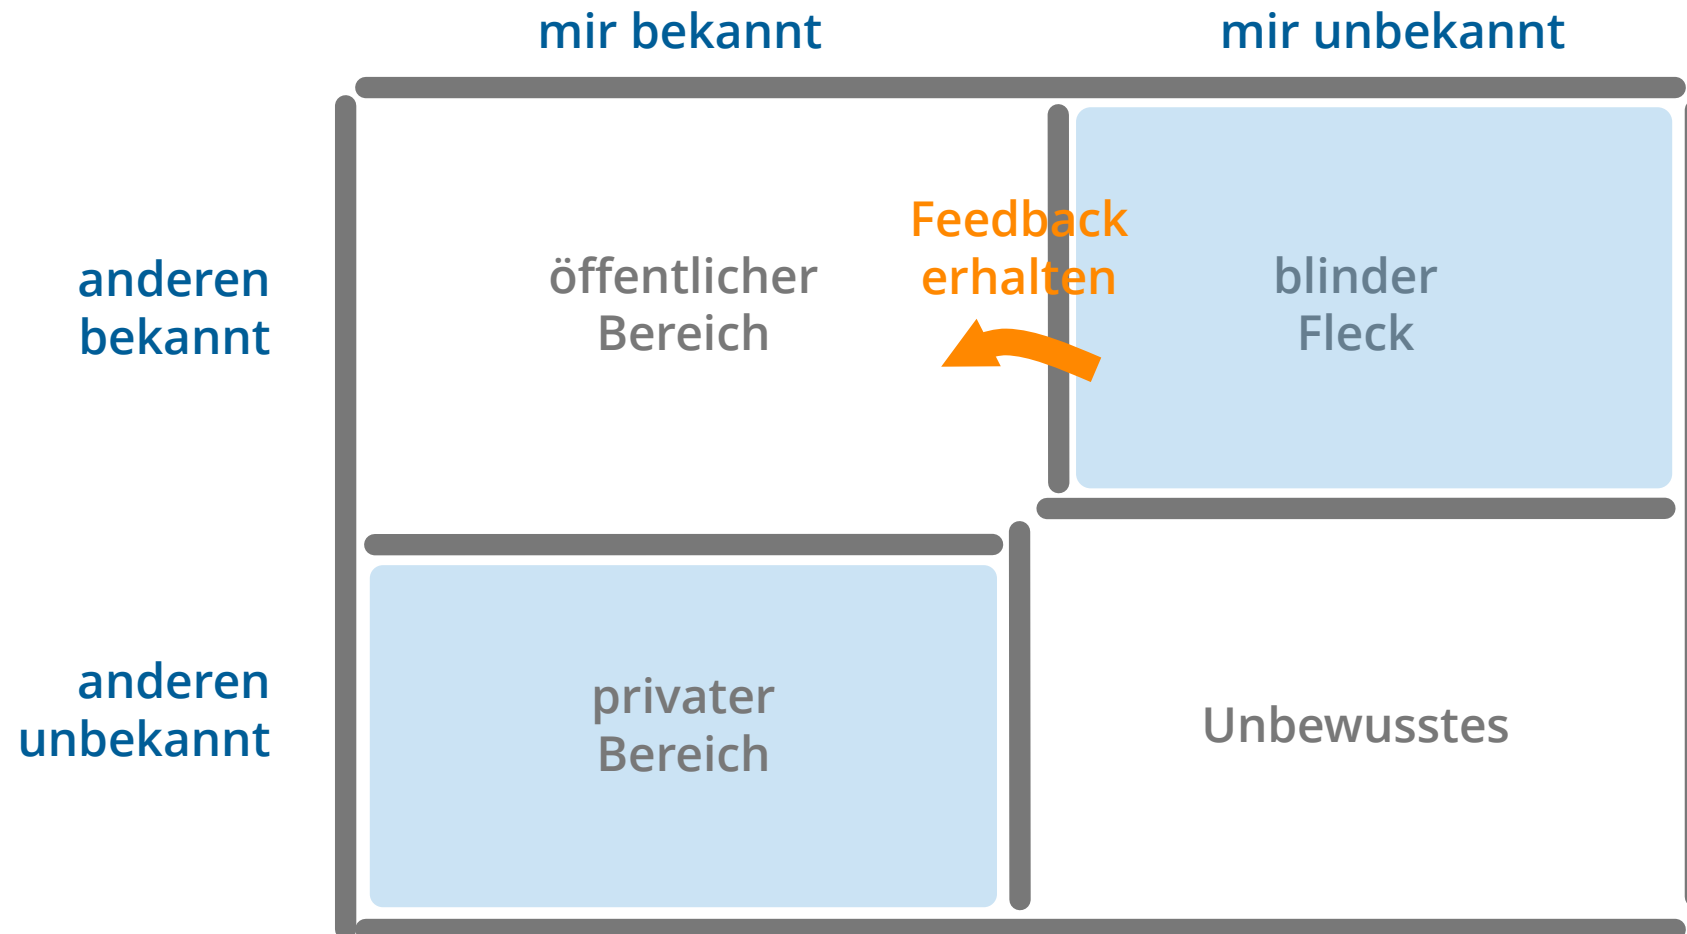 mir bekannt
mir unbekannt
anderen
bekannt
öffentlicher
Bereich
Feedback
erhalten
blinder
Fleck
anderen
unbekannt
privater
Bereich
Unbewusstes